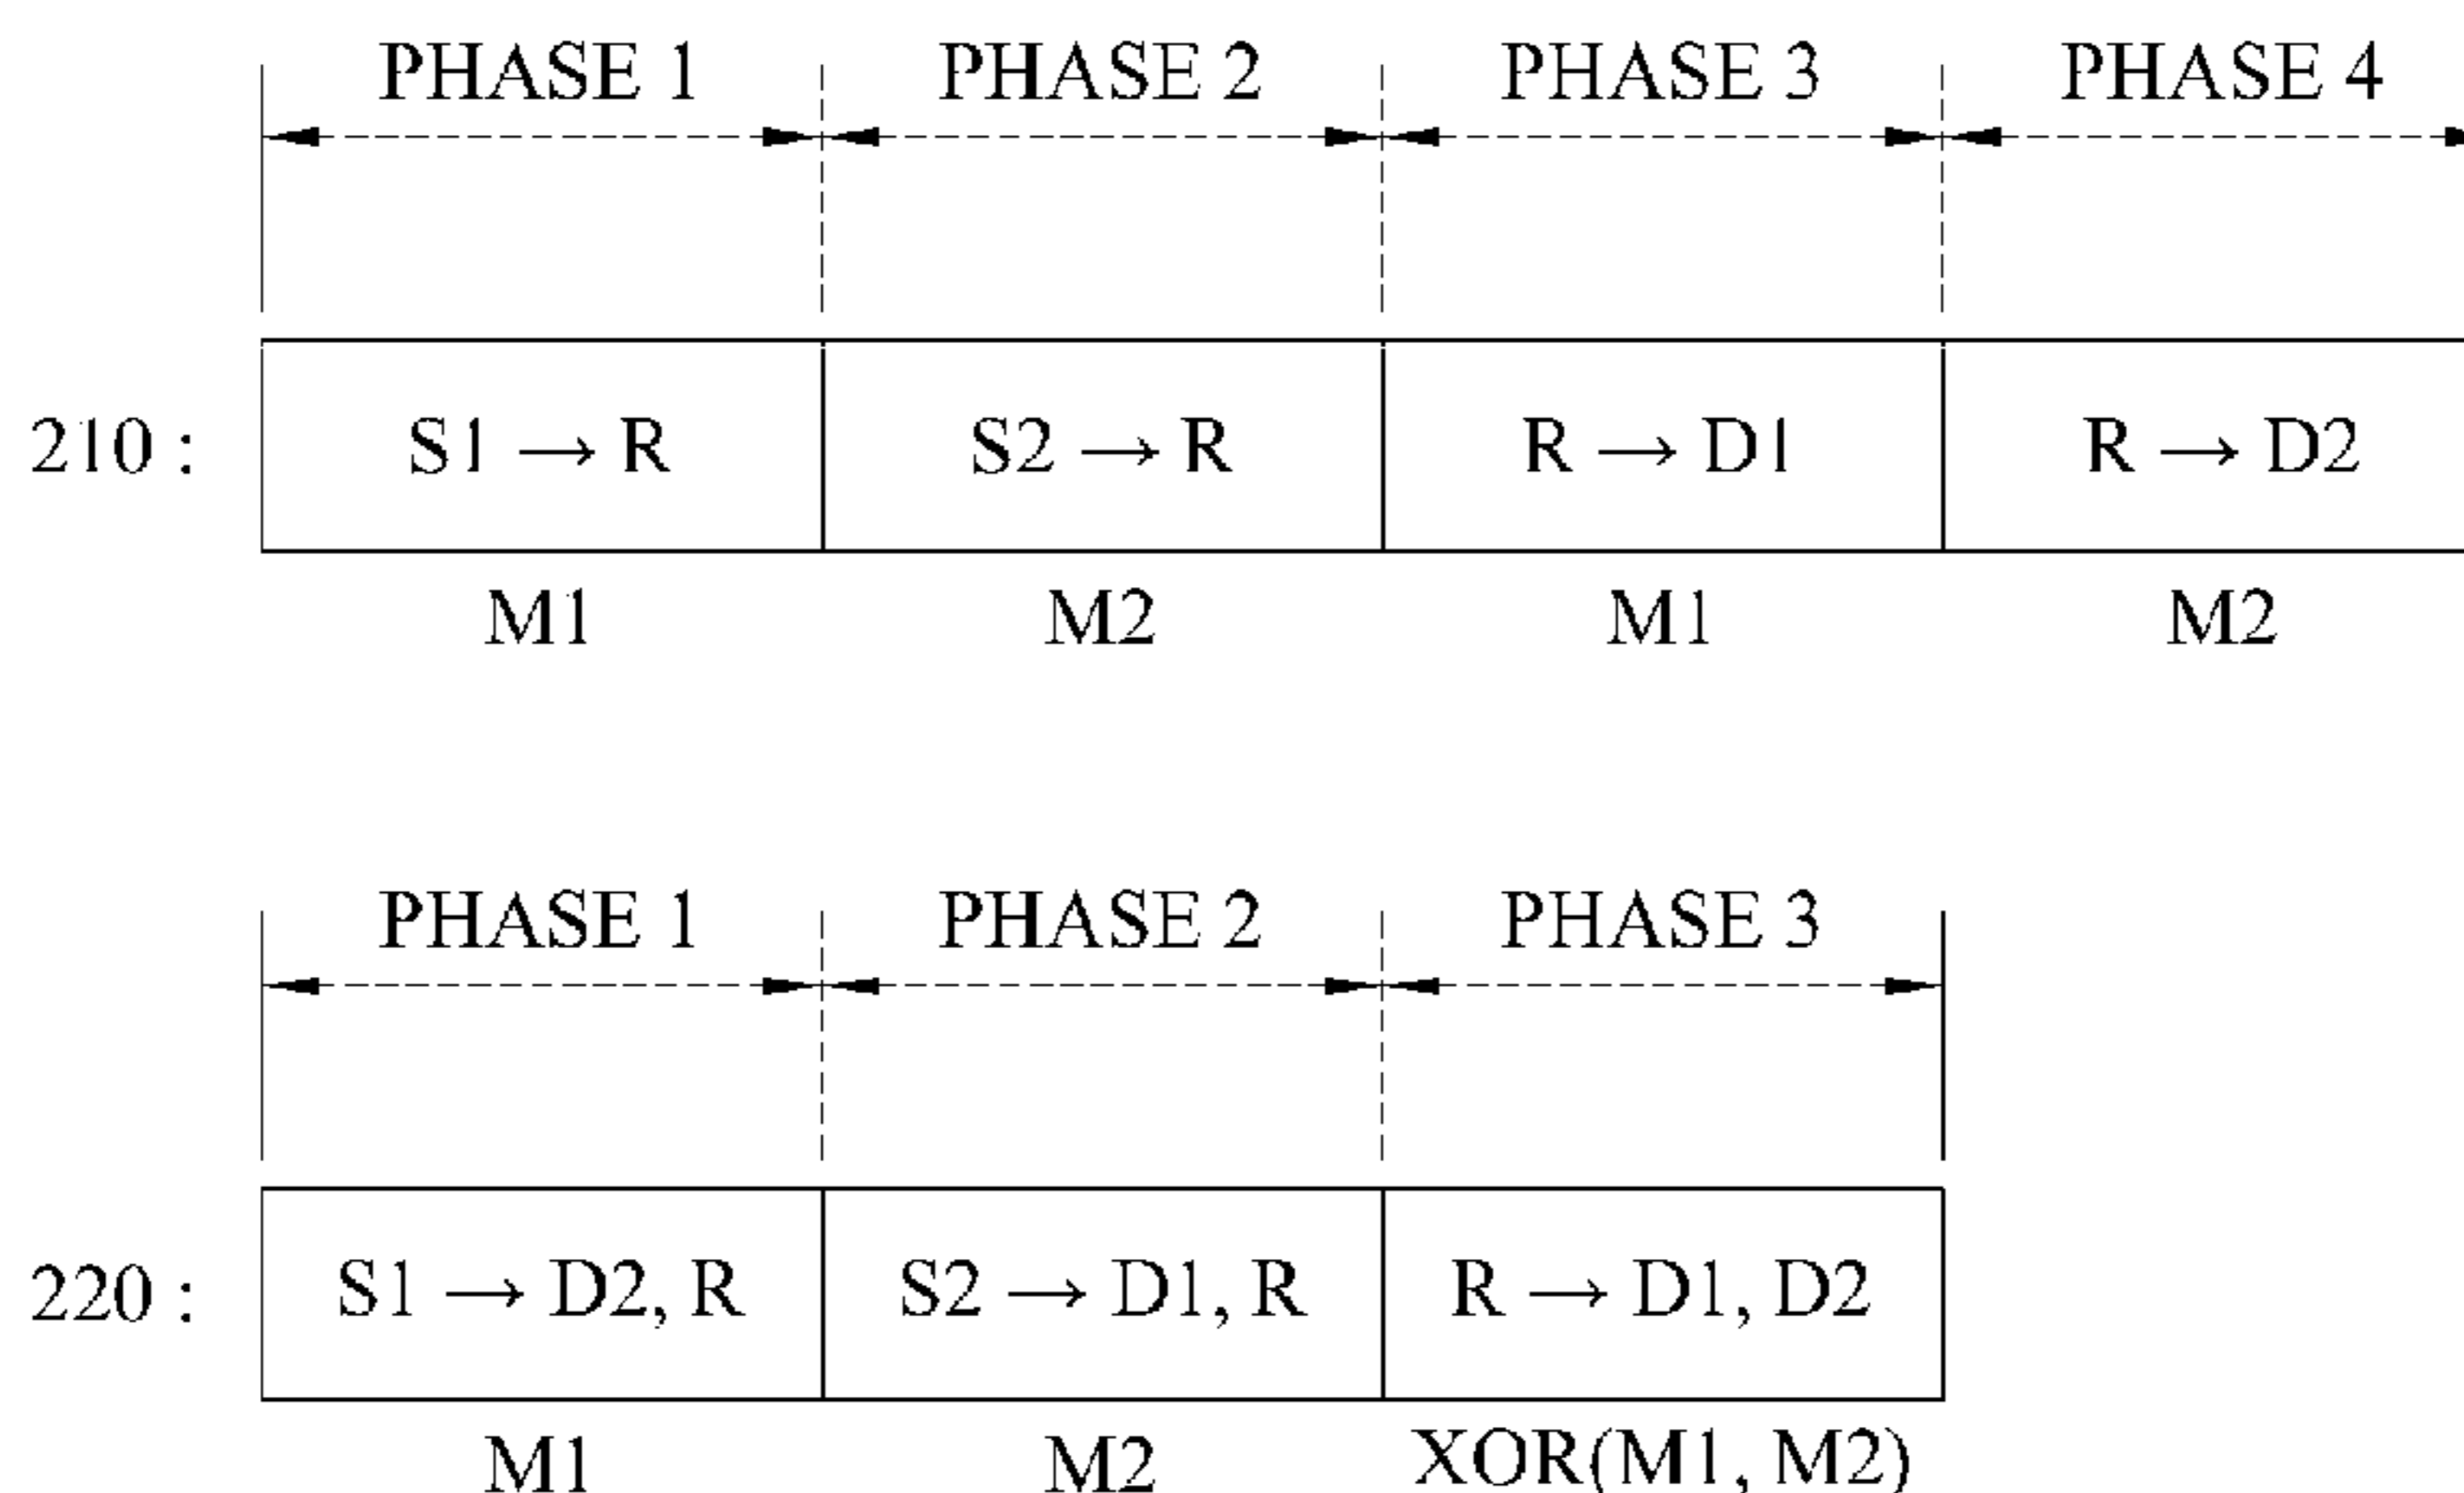 PHASE 1 PHASE 2 PHASE 3 PHASE 4
210 : S1 → R S2 → R R → D1 R → D2
M1 M2 M1 M2
PHASE 1 PHASE 2 PHASE 3
220 : S1 → D2, R S2 → D1, R R → D1, D2
M1 M2 XOR(M1, M2)